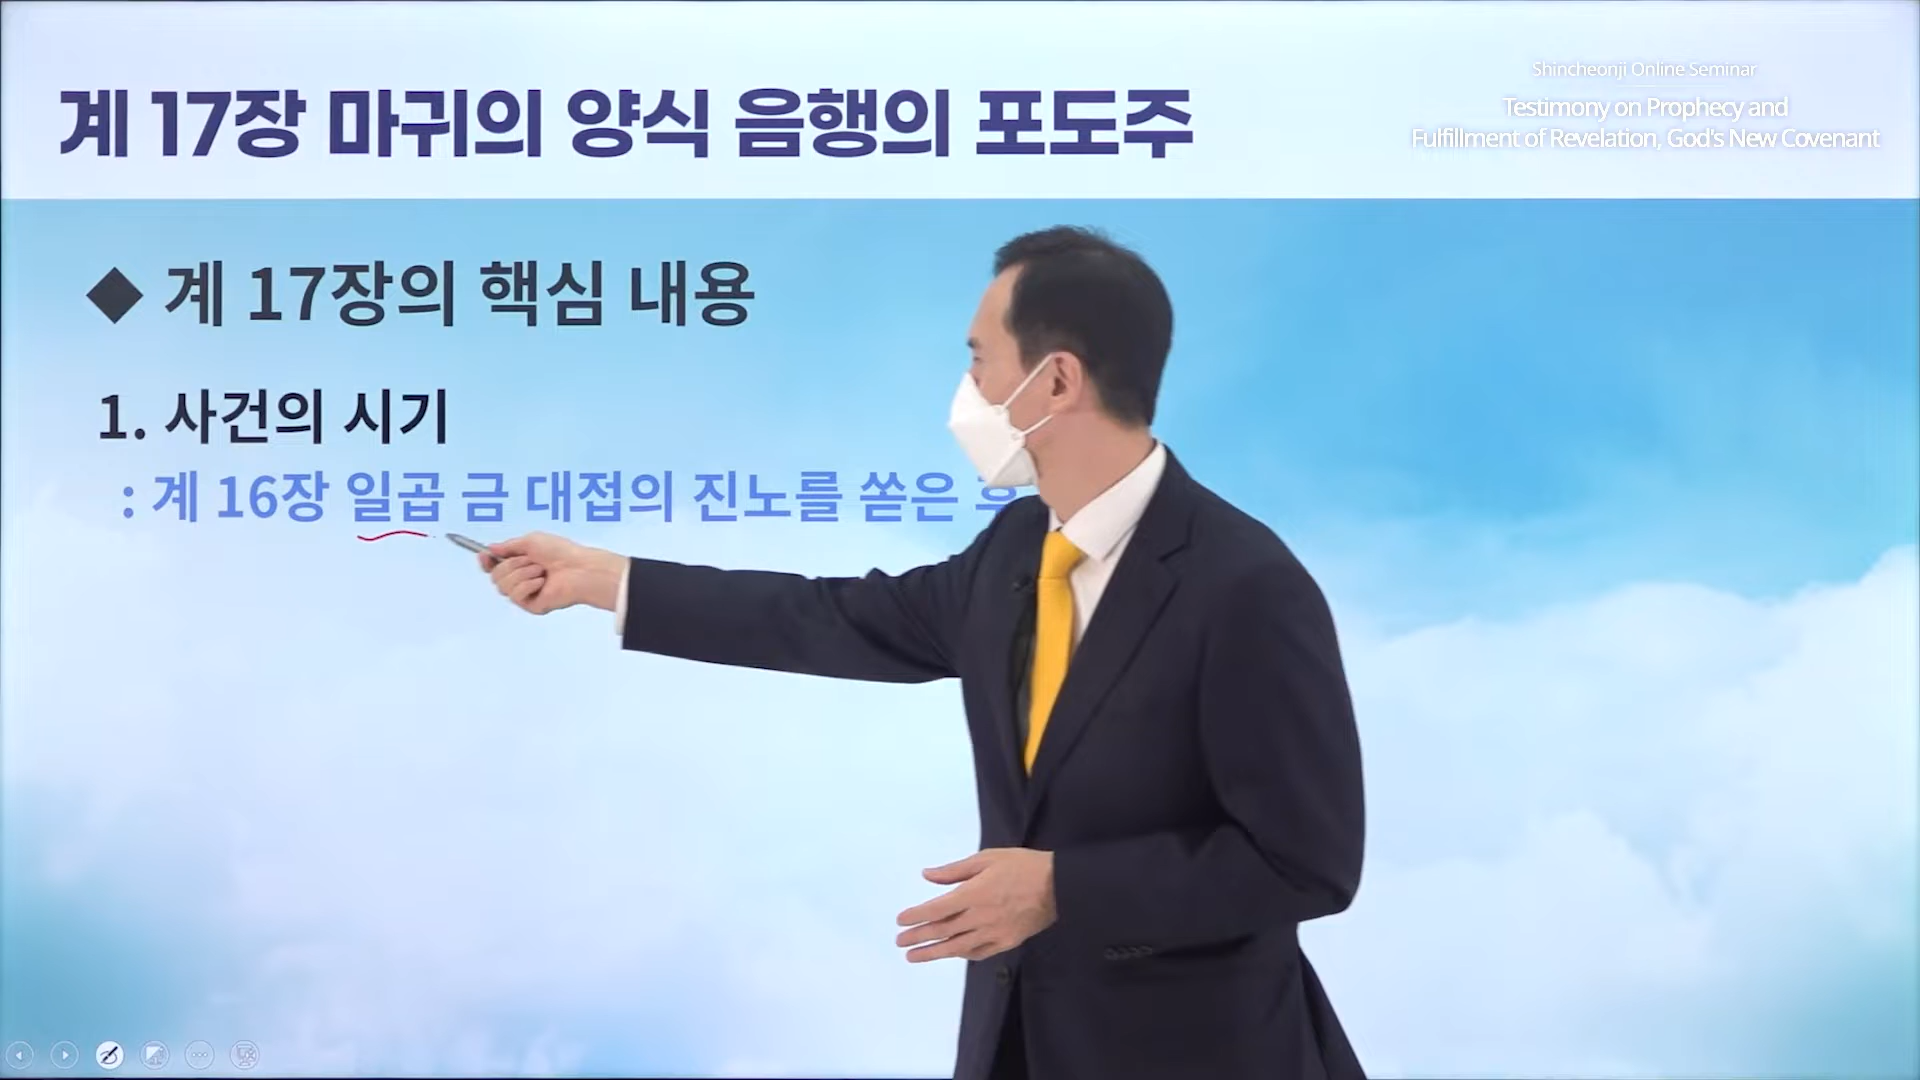 계 17장 마귀의 양식 음행의 포도주
Shincheonji Online Seminar
Testimony on Prophecy and
Fulfillment of Revelation, God's New Covenant
◆ 계 17장의 핵심 내용
1. 사건의 시기
: 계 16장 일곱 금 대접의 진노를 쏟은